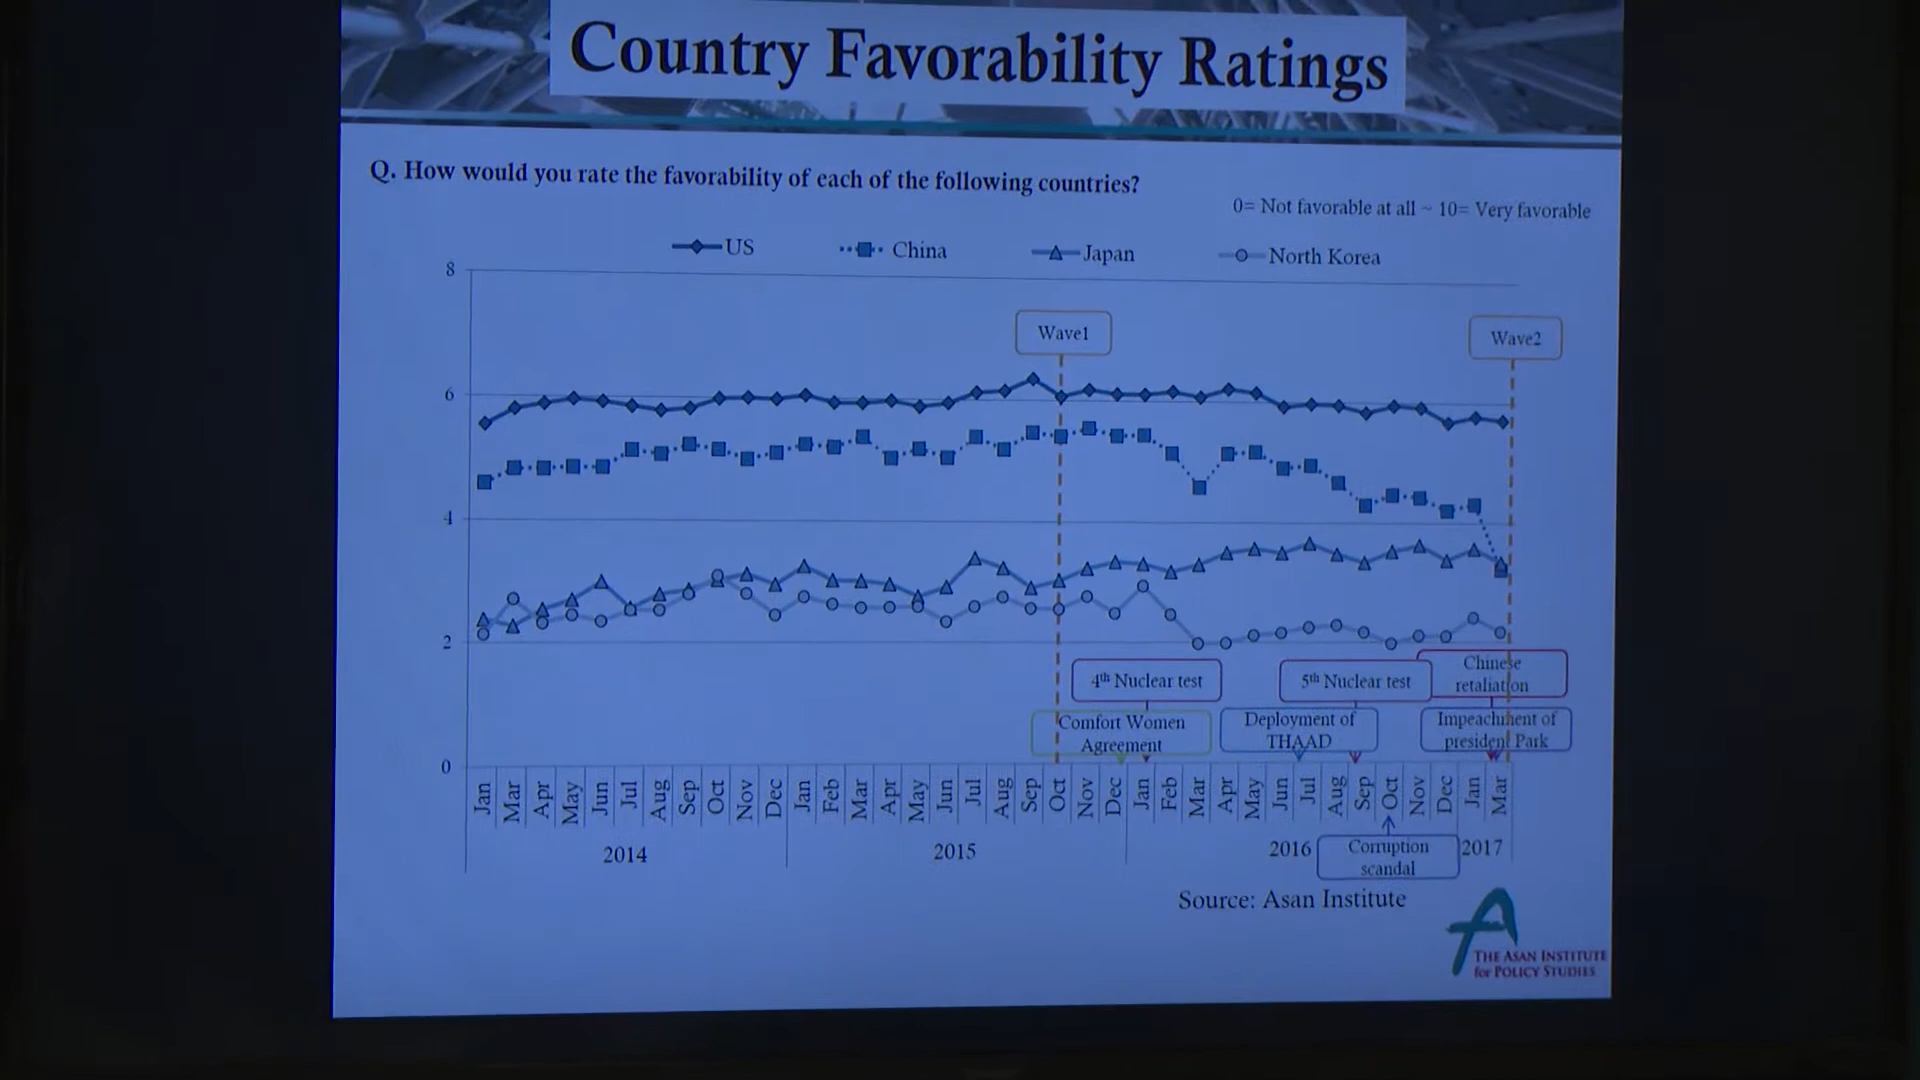 Country Favorability Ratings
Q. How would you rate the favorability of each of the following countries?
0= Not favorable at all ~ 10= Very favorable
US China Japan North Korea
8
Wave1
Wave2
6
4
2
4th Nuclear test
5th Nuclear test
Chinese
retaliation
Comfort Women
Agreement
Deployment of
THAAD
Impeachment of
president Park
0
Jan Mar Apr May Jun Jul Aug Sep Oct Nov Dec Jan Feb Mar Apr May Jun Jul Aug Sep Oct Nov Dec Jan Feb Mar Apr May Jun Jul Aug Sep Oct Nov Dec Jan Mar
2014 2015 2016 2017
Corruption
scandal
Source: Asan Institute
THE ASAN INSTITUTE
for POLICY STUDIES